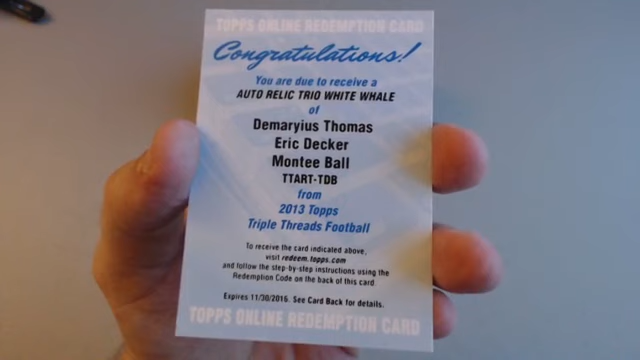 TOPPS ONLINE REDEMPTION CARD
Congratulations!
You are due to receive a
AUTO RELIC TRIO WHITE WHALE
of
Demaryius Thomas
Eric Decker
Montee Ball
TTART-TDB
from
2013 Topps
Triple Threads Football
To receive the card indicated above,
visit redeem.topps.com
and follow the step-by-step instructions using the
Redemption Code on the back of this card.
Expires 11/30/2016. See Card Back for details.
TOPPS ONLINE REDEMPTION CARD